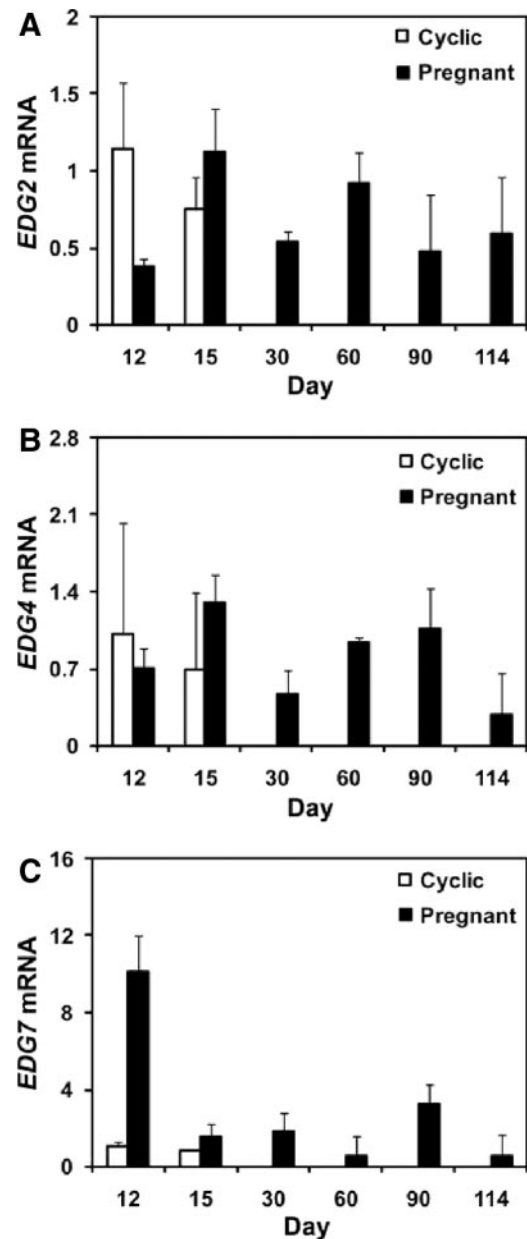 A
2
Cyclic
Pregnant
1.5
1
0.5
0
EDG2 mRNA
12 15 30 60 90 114
Day
B
2.8
Cyclic
Pregnant
2.1
1.4
0.7
0
EDG4 mRNA
12 15 30 60 90 114
Day
C
16
Cyclic
Pregnant
12
8
4
0
EDG7 mRNA
12 15 30 60 90 114
Day